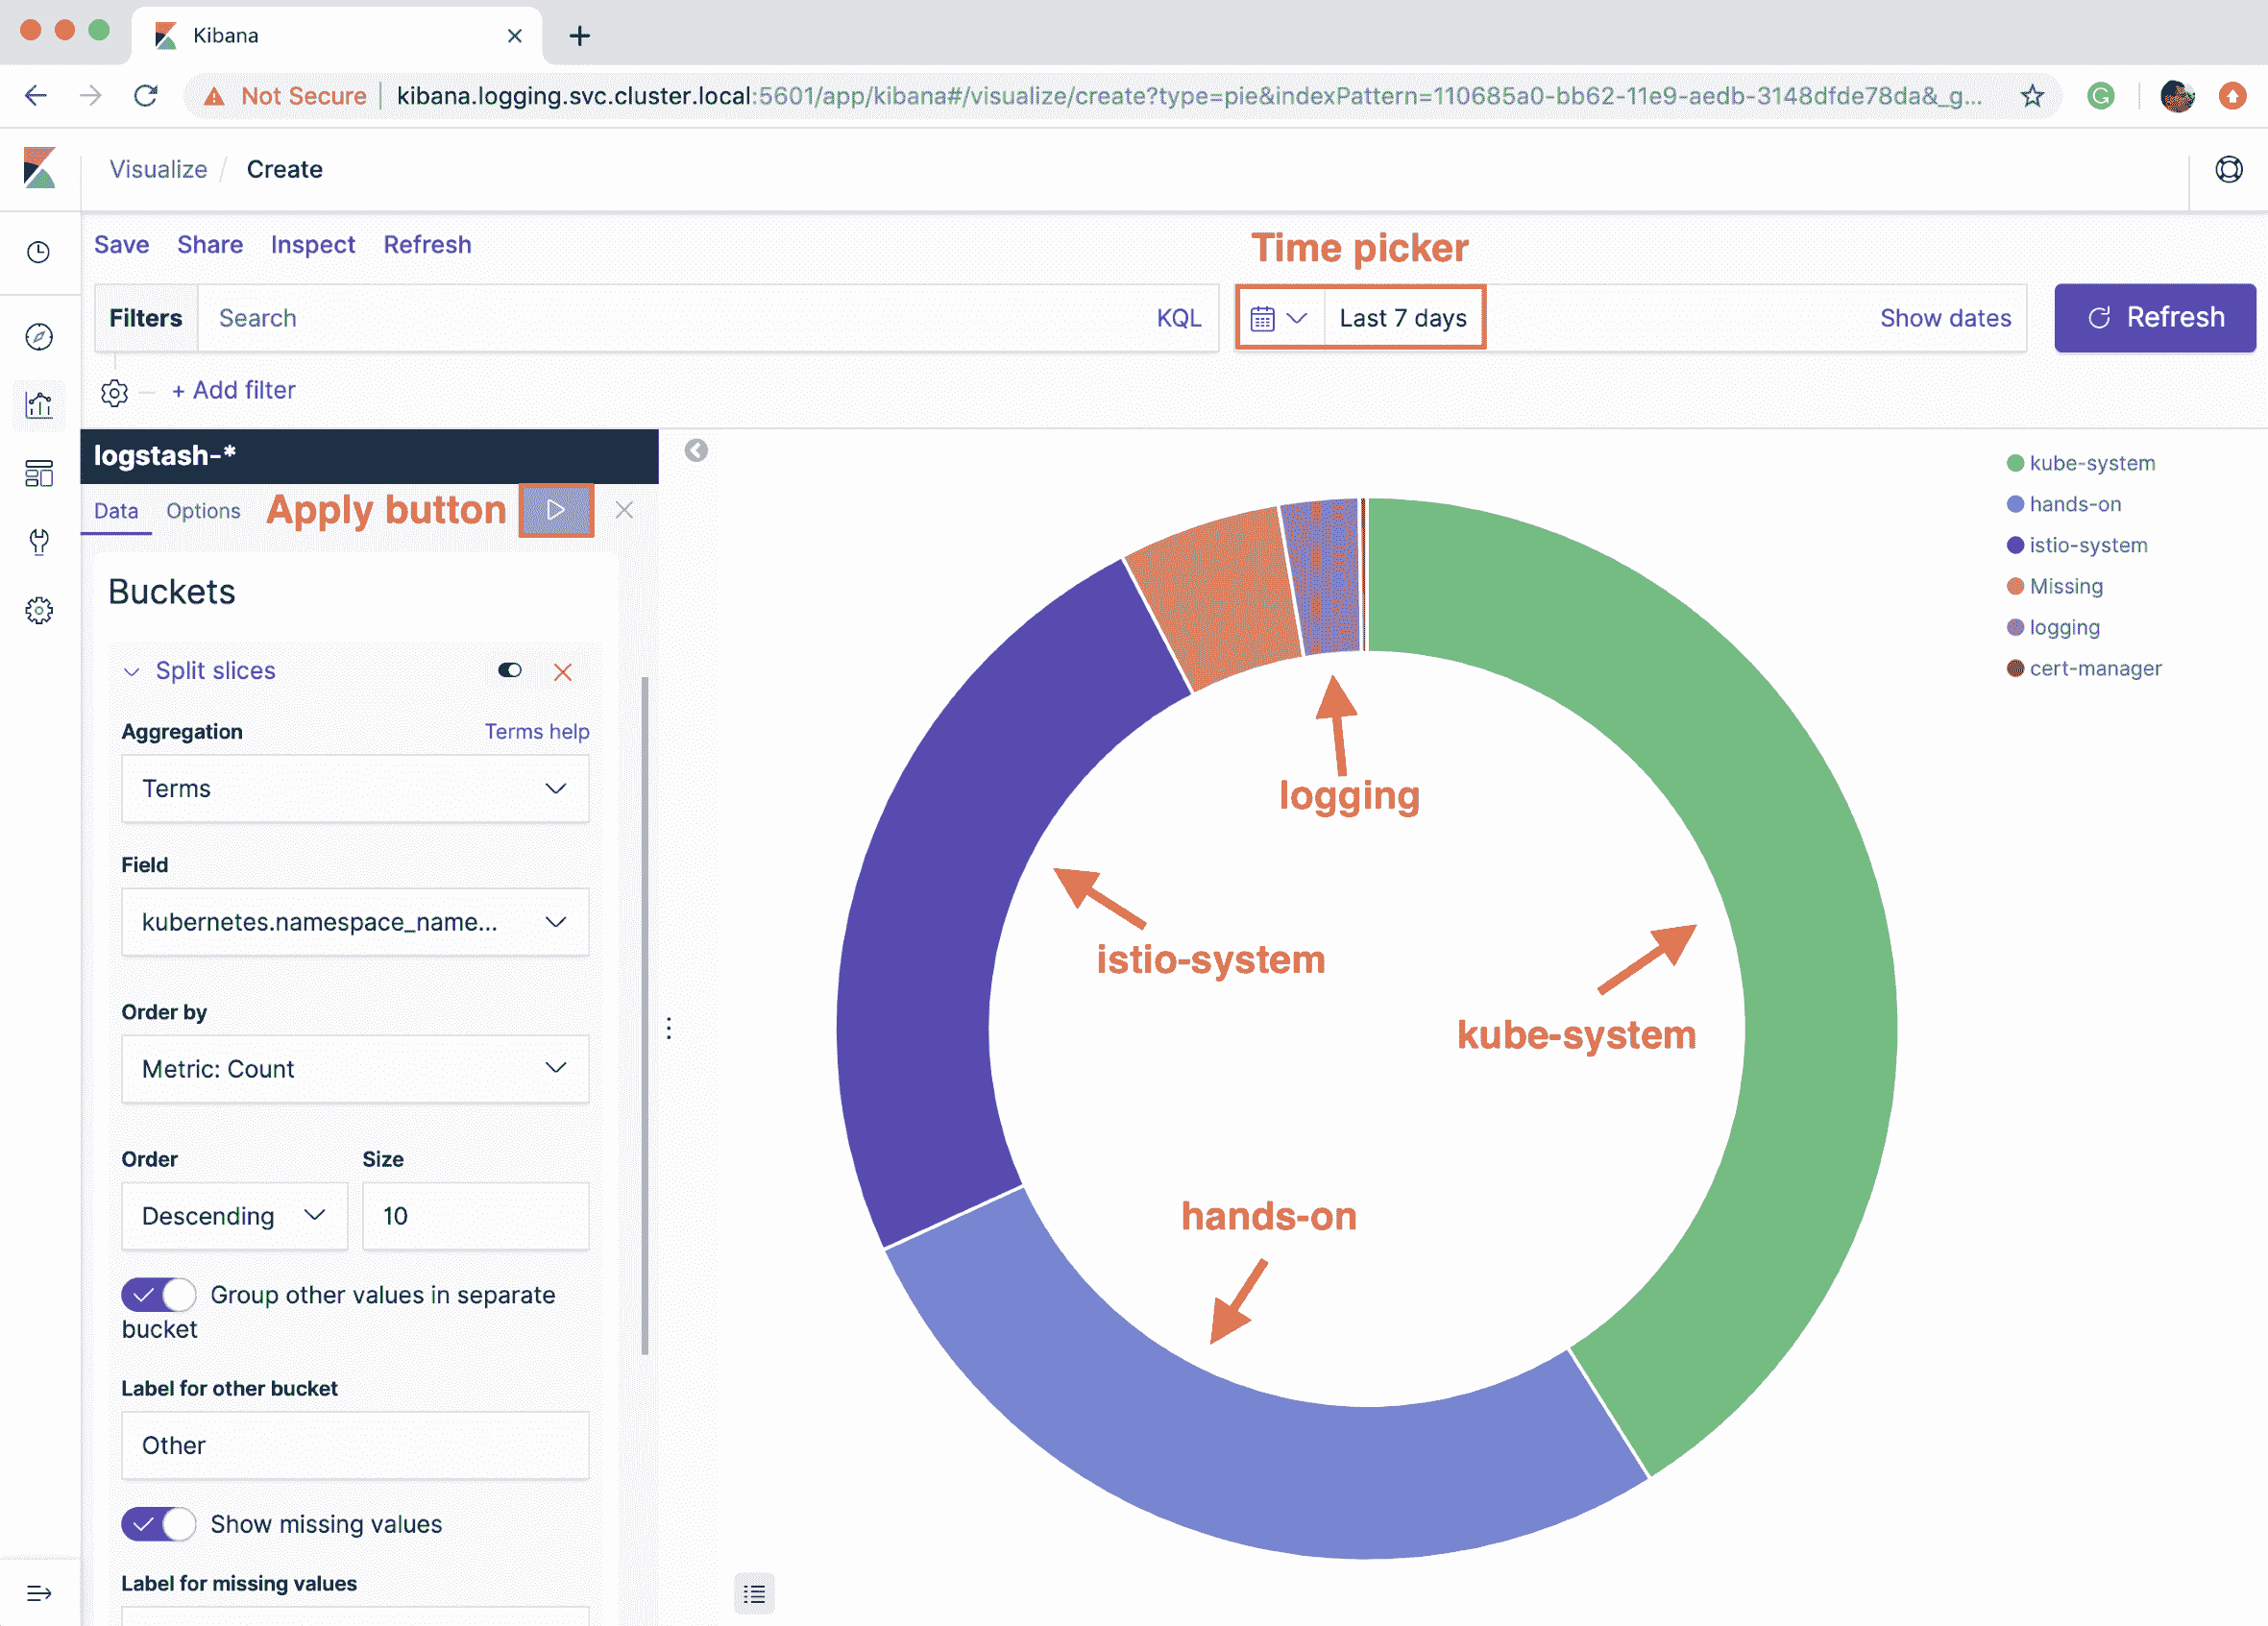 Kibana
Not Secure
kibana.logging.svc.cluster.local:5601/app/kibana#/visualize/create?type=pie&indexPattern=110685a0-bb62-11e9-aedb-3148dfde78da&_g...
Visualize / Create
Save Share Inspect Refresh
Time picker
Filters Search KQL Last 7 days Show dates Refresh
+ Add filter
logstash-*
Data Options Apply button
Buckets
Split slices
Aggregation Terms help
Terms
Field
kubernetes.namespace_name...
Order by
Metric: Count
Order Size
Descending 10
Group other values in separate
bucket
Label for other bucket
Other
Show missing values
Label for missing values
logging
istio-system
kube-system
hands-on
kube-system
hands-on
istio-system
Missing
logging
cert-manager